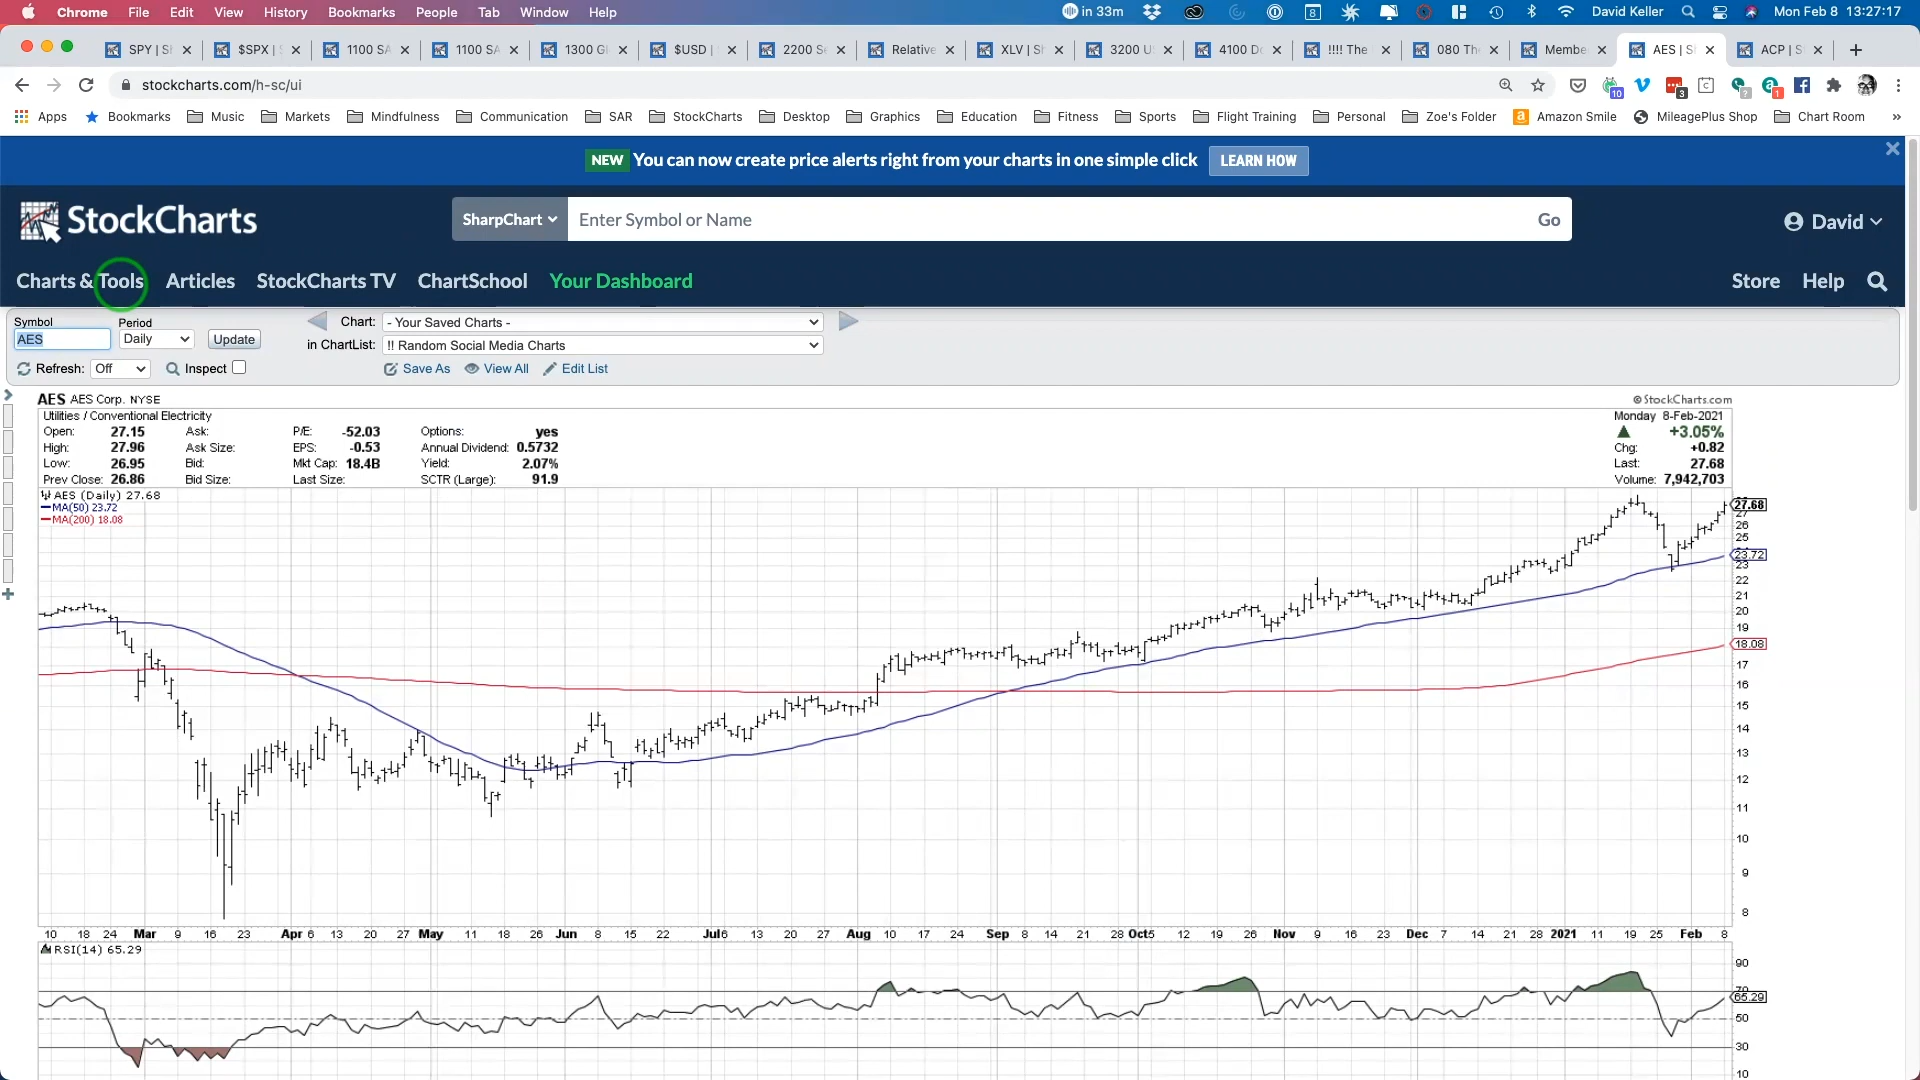 Chrome File Edit View History Bookmarks People Tab Window Help in 33m 8 David Keller Mon Feb 8 13:27:17
SPY | S $SPX | 1100 SA 1100 SA 1300 Gl $USD | 2200 Se Relative XLV | Sh 3200 U 4100 Do !!!! The 080 The Membe AES | S ACP | S
stockcharts.com/h-sc/ui 10 3 ? 1
Apps Bookmarks Music Markets Mindfulness Communication SAR StockCharts Desktop Graphics Education Fitness Sports Flight Training Personal Zoe's Folder Amazon Smile MileagePlus Shop Chart Room »
NEW You can now create price alerts right from your charts in one simple click LEARN HOW
StockCharts SharpChart Enter Symbol or Name Go David
Charts & Tools Articles StockCharts TV ChartSchool Your Dashboard Store Help
Symbol Period Chart: - Your Saved Charts -
AES Daily Update in ChartList: !! Random Social Media Charts
Refresh: Off Inspect Save As View All Edit List
AES AES Corp. NYSE © StockCharts.com
Utilities / Conventional Electricity Monday 8-Feb-2021
Open: 27.15 Ask: P/E: -52.03 Options: yes +3.05%
High: 27.96 Ask Size: EPS: -0.53 Annual Dividend: 0.5732 Chg: +0.82
Low: 26.95 Bid: Mkt Cap: 18.4B Yield: 2.07% Last: 27.68
Prev Close: 26.86 Bid Size: Last Size: SCTR (Large): 91.9 Volume: 7,942,703
AES (Daily) 27.68
MA(50) 23.72
MA(200) 18.08
27.68
27
26
25
23.72
23
22
21
20
19
18.08
17
16
15
14
13
12
11
10
9
8
10 18 24 Mar 9 16 23 Apr 6 13 20 27 May 11 18 26 Jun 8 15 22 Jul 6 13 20 27 Aug 10 17 24 Sep 8 14 21 28 Oct 5 12 19 26 Nov 9 16 23 Dec 7 14 21 28 2021 11 19 25 Feb 8
RSI(14) 65.29
90
70
65.29
50
30
10